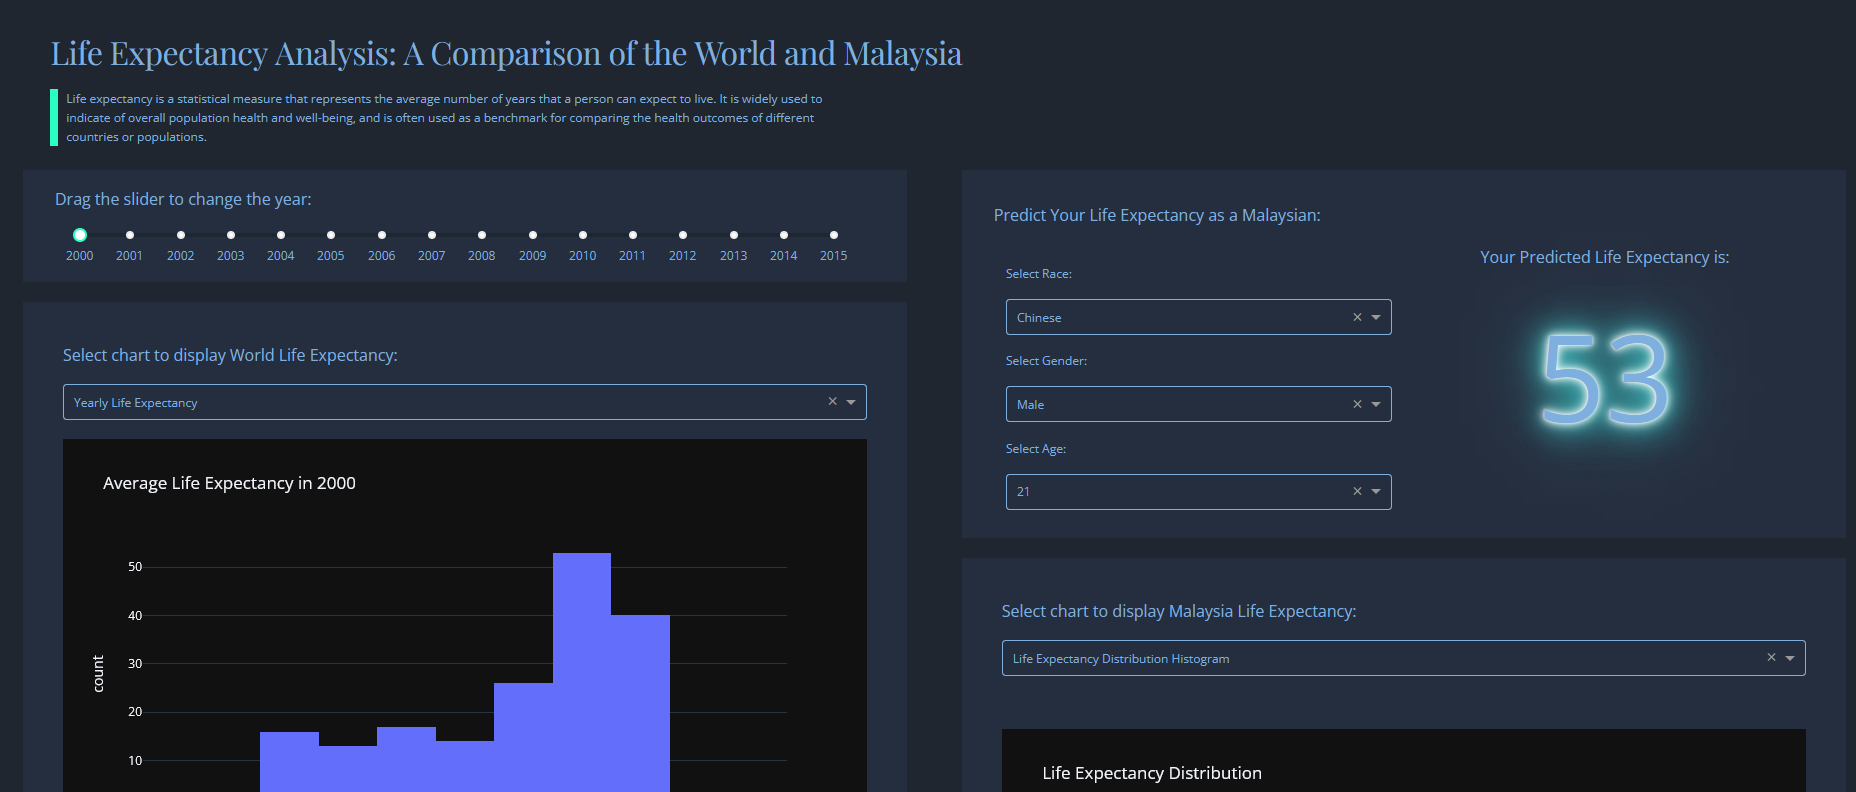 Life Expectancy Analysis: A Comparison of the World and Malaysia
Life expectancy is a statistical measure that represents the average number of years that a person can expect to live. It is widely used to
indicate of overall population health and well-being, and is often used as a benchmark for comparing the health outcomes of different
countries or populations.
Drag the slider to change the year:
2000 2001 2002 2003 2004 2005 2006 2007 2008 2009 2010 2011 2012 2013 2014 2015
Select chart to display World Life Expectancy:
Yearly Life Expectancy
Average Life Expectancy in 2000
50
40
30
20
10
count
Predict Your Life Expectancy as a Malaysian:
Select Race:
Chinese
Select Gender:
Male
Select Age:
21
Your Predicted Life Expectancy is:
53
Select chart to display Malaysia Life Expectancy:
Life Expectancy Distribution Histogram
Life Expectancy Distribution